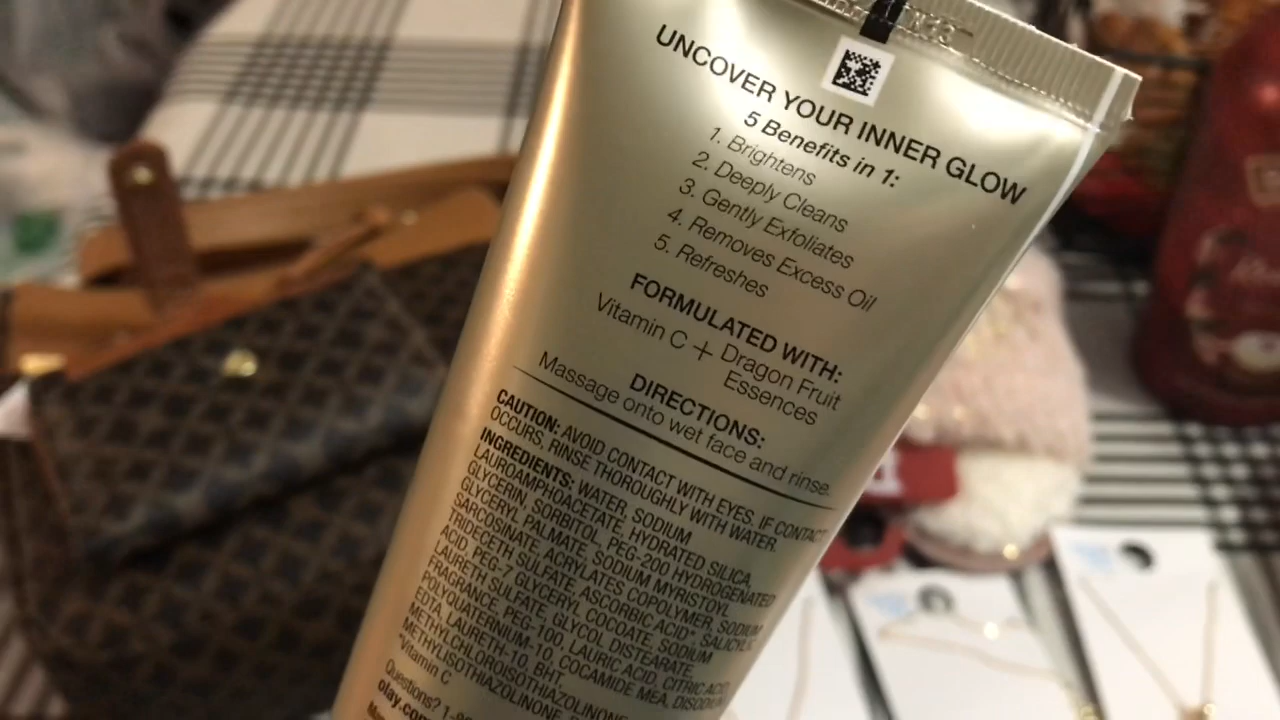 UNCOVER YOUR INNER GLOW
5 Benefits in 1:
1. Brightens
2. Deeply Cleans
3. Gently Exfoliates
4. Removes Excess Oil
5. Refreshes
FORMULATED WITH:
Vitamin C + Dragon Fruit
Essences
DIRECTIONS:
Massage onto wet face and rinse.
CAUTION: AVOID CONTACT WITH EYES. IF CONTACT
OCCURS, RINSE THOROUGHLY WITH WATER.
INGREDIENTS: WATER, SODIUM
LAUROAMPHOACETATE, HYDRATED SILICA,
GLYCERIN, SORBITOL, PEG-200 HYDROGENATED
GLYCERYL PALMATE, SODIUM MYRISTOYL
SARCOSINATE, ACRYLATES COPOLYMER, SODIUM
TRIDECETH SULFATE, ASCORBIC ACID* SALICYLIC
ACID, PEG-7 GLYCERYL COCOATE, SODIUM
LAURETH SULFATE, LAURIC ACID, CITRIC ACID,
FRAGRANCE, GLYCOL DISTEARATE,
POLYQUATERNIUM-10, COCAMIDE MEA, DISODIUM
EDTA, PEG-100, BHT,
METHYLCHLOROISOTHIAZOLINONE,
METHYLISOTHIAZOLINONE,
*Vitamin C
Questions? 1-8
olay.com